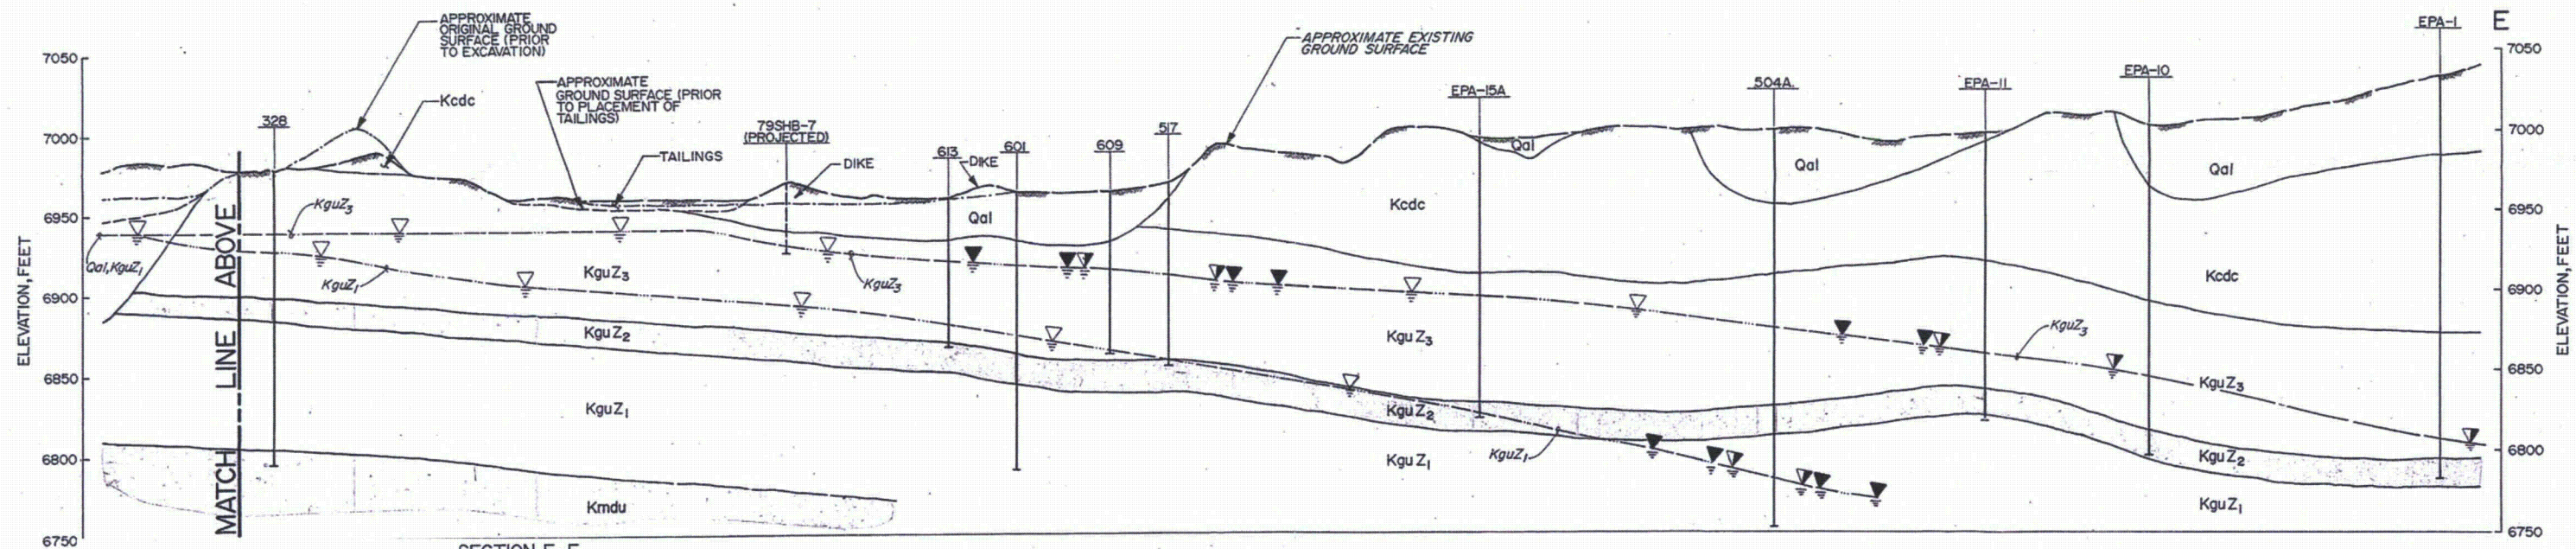 APPROXIMATE
ORIGINAL GROUND
SURFACE (PRIOR
TO EXCAVATION)
Kcdc
APPROXIMATE
GROUND SURFACE (PRIOR
TO PLACEMENT OF
TAILINGS)
TAILINGS
APPROXIMATE EXISTING
GROUND SURFACE
328
79SHB-7
(PROJECTED)
DIKE
613
DIKE
601
609
517
EPA-15A
504A.
EPA-11
EPA-10
EPA-1
E
7050
7000
6950
6900
6850
6800
6750
ELEVATION, FEET
7050
7000
6950
6900
6850
6800
6750
ELEVATION, FEET
MATCH LINE ABOVE
KguZ3
Qal, KguZ1
KguZ1
KguZ3
KguZ3
KguZ2
KguZ1
Kmdu
Qal
Qal
Qal
Qal
Kcdc
Kcdc
KguZ3
KguZ2
KguZ1
KguZ1
KguZ3
KguZ3
KguZ2
KguZ1